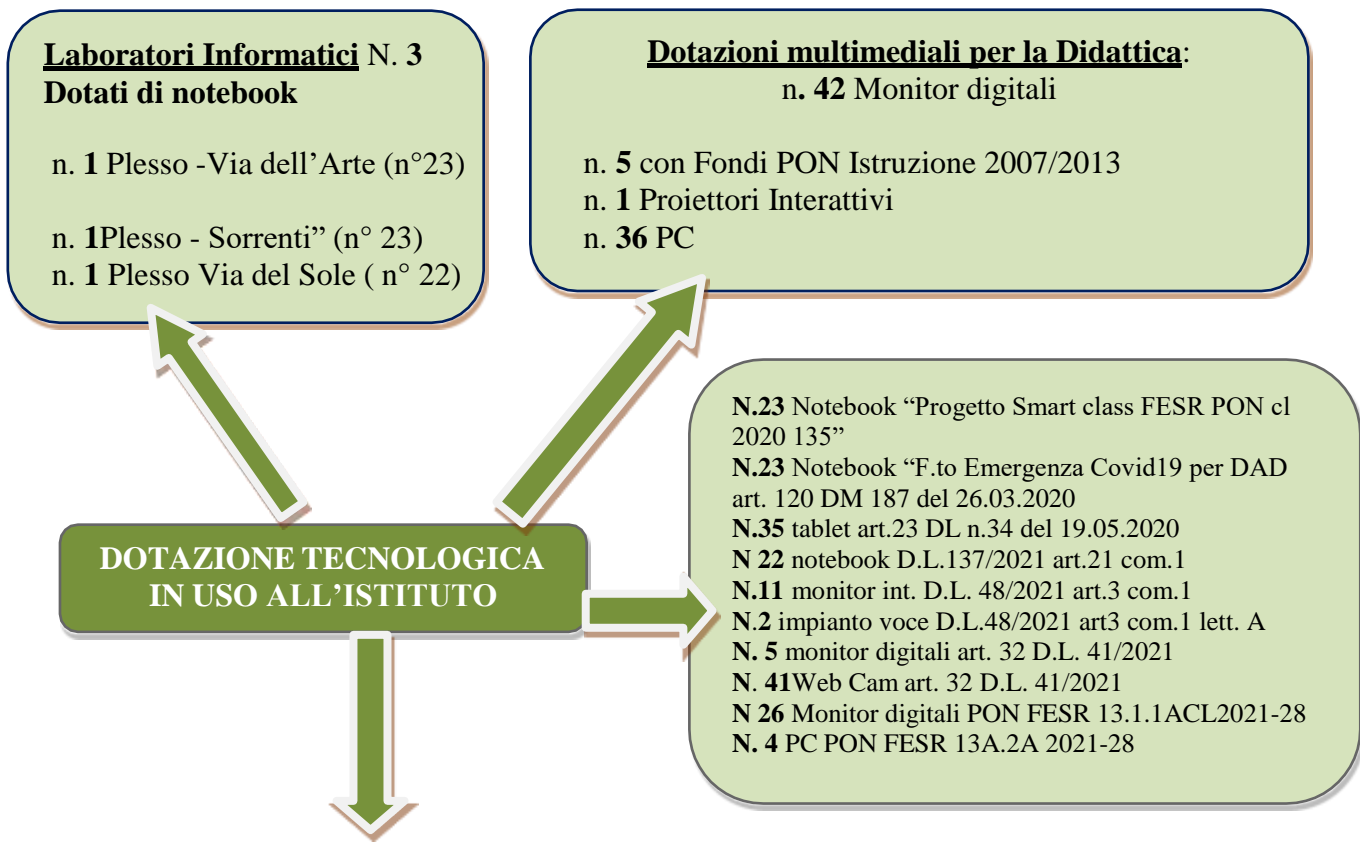 Laboratori Informatici N. 3
Dotati di notebook
n. 1 Plesso -Via dell’Arte (n°23)
n. 1Plesso - Sorrenti” (n° 23)
n. 1 Plesso Via del Sole ( n° 22)
Dotazioni multimediali per la Didattica:
n. 42 Monitor digitali
n. 5 con Fondi PON Istruzione 2007/2013
n. 1 Proiettori Interattivi
n. 36 PC
N.23 Notebook “Progetto Smart class FESR PON cl
2020 135”
N.23 Notebook “F.to Emergenza Covid19 per DAD
art. 120 DM 187 del 26.03.2020
N.35 tablet art.23 DL n.34 del 19.05.2020
N 22 notebook D.L.137/2021 art.21 com.1
N.11 monitor int. D.L. 48/2021 art.3 com.1
N.2 impianto voce D.L.48/2021 art3 com.1 lett. A
N. 5 monitor digitali art. 32 D.L. 41/2021
N. 41Web Cam art. 32 D.L. 41/2021
N 26 Monitor digitali PON FESR 13.1.1ACL2021-28
N. 4 PC PON FESR 13A.2A 2021-28
DOTAZIONE TECNOLOGICA
IN USO ALL’ISTITUTO